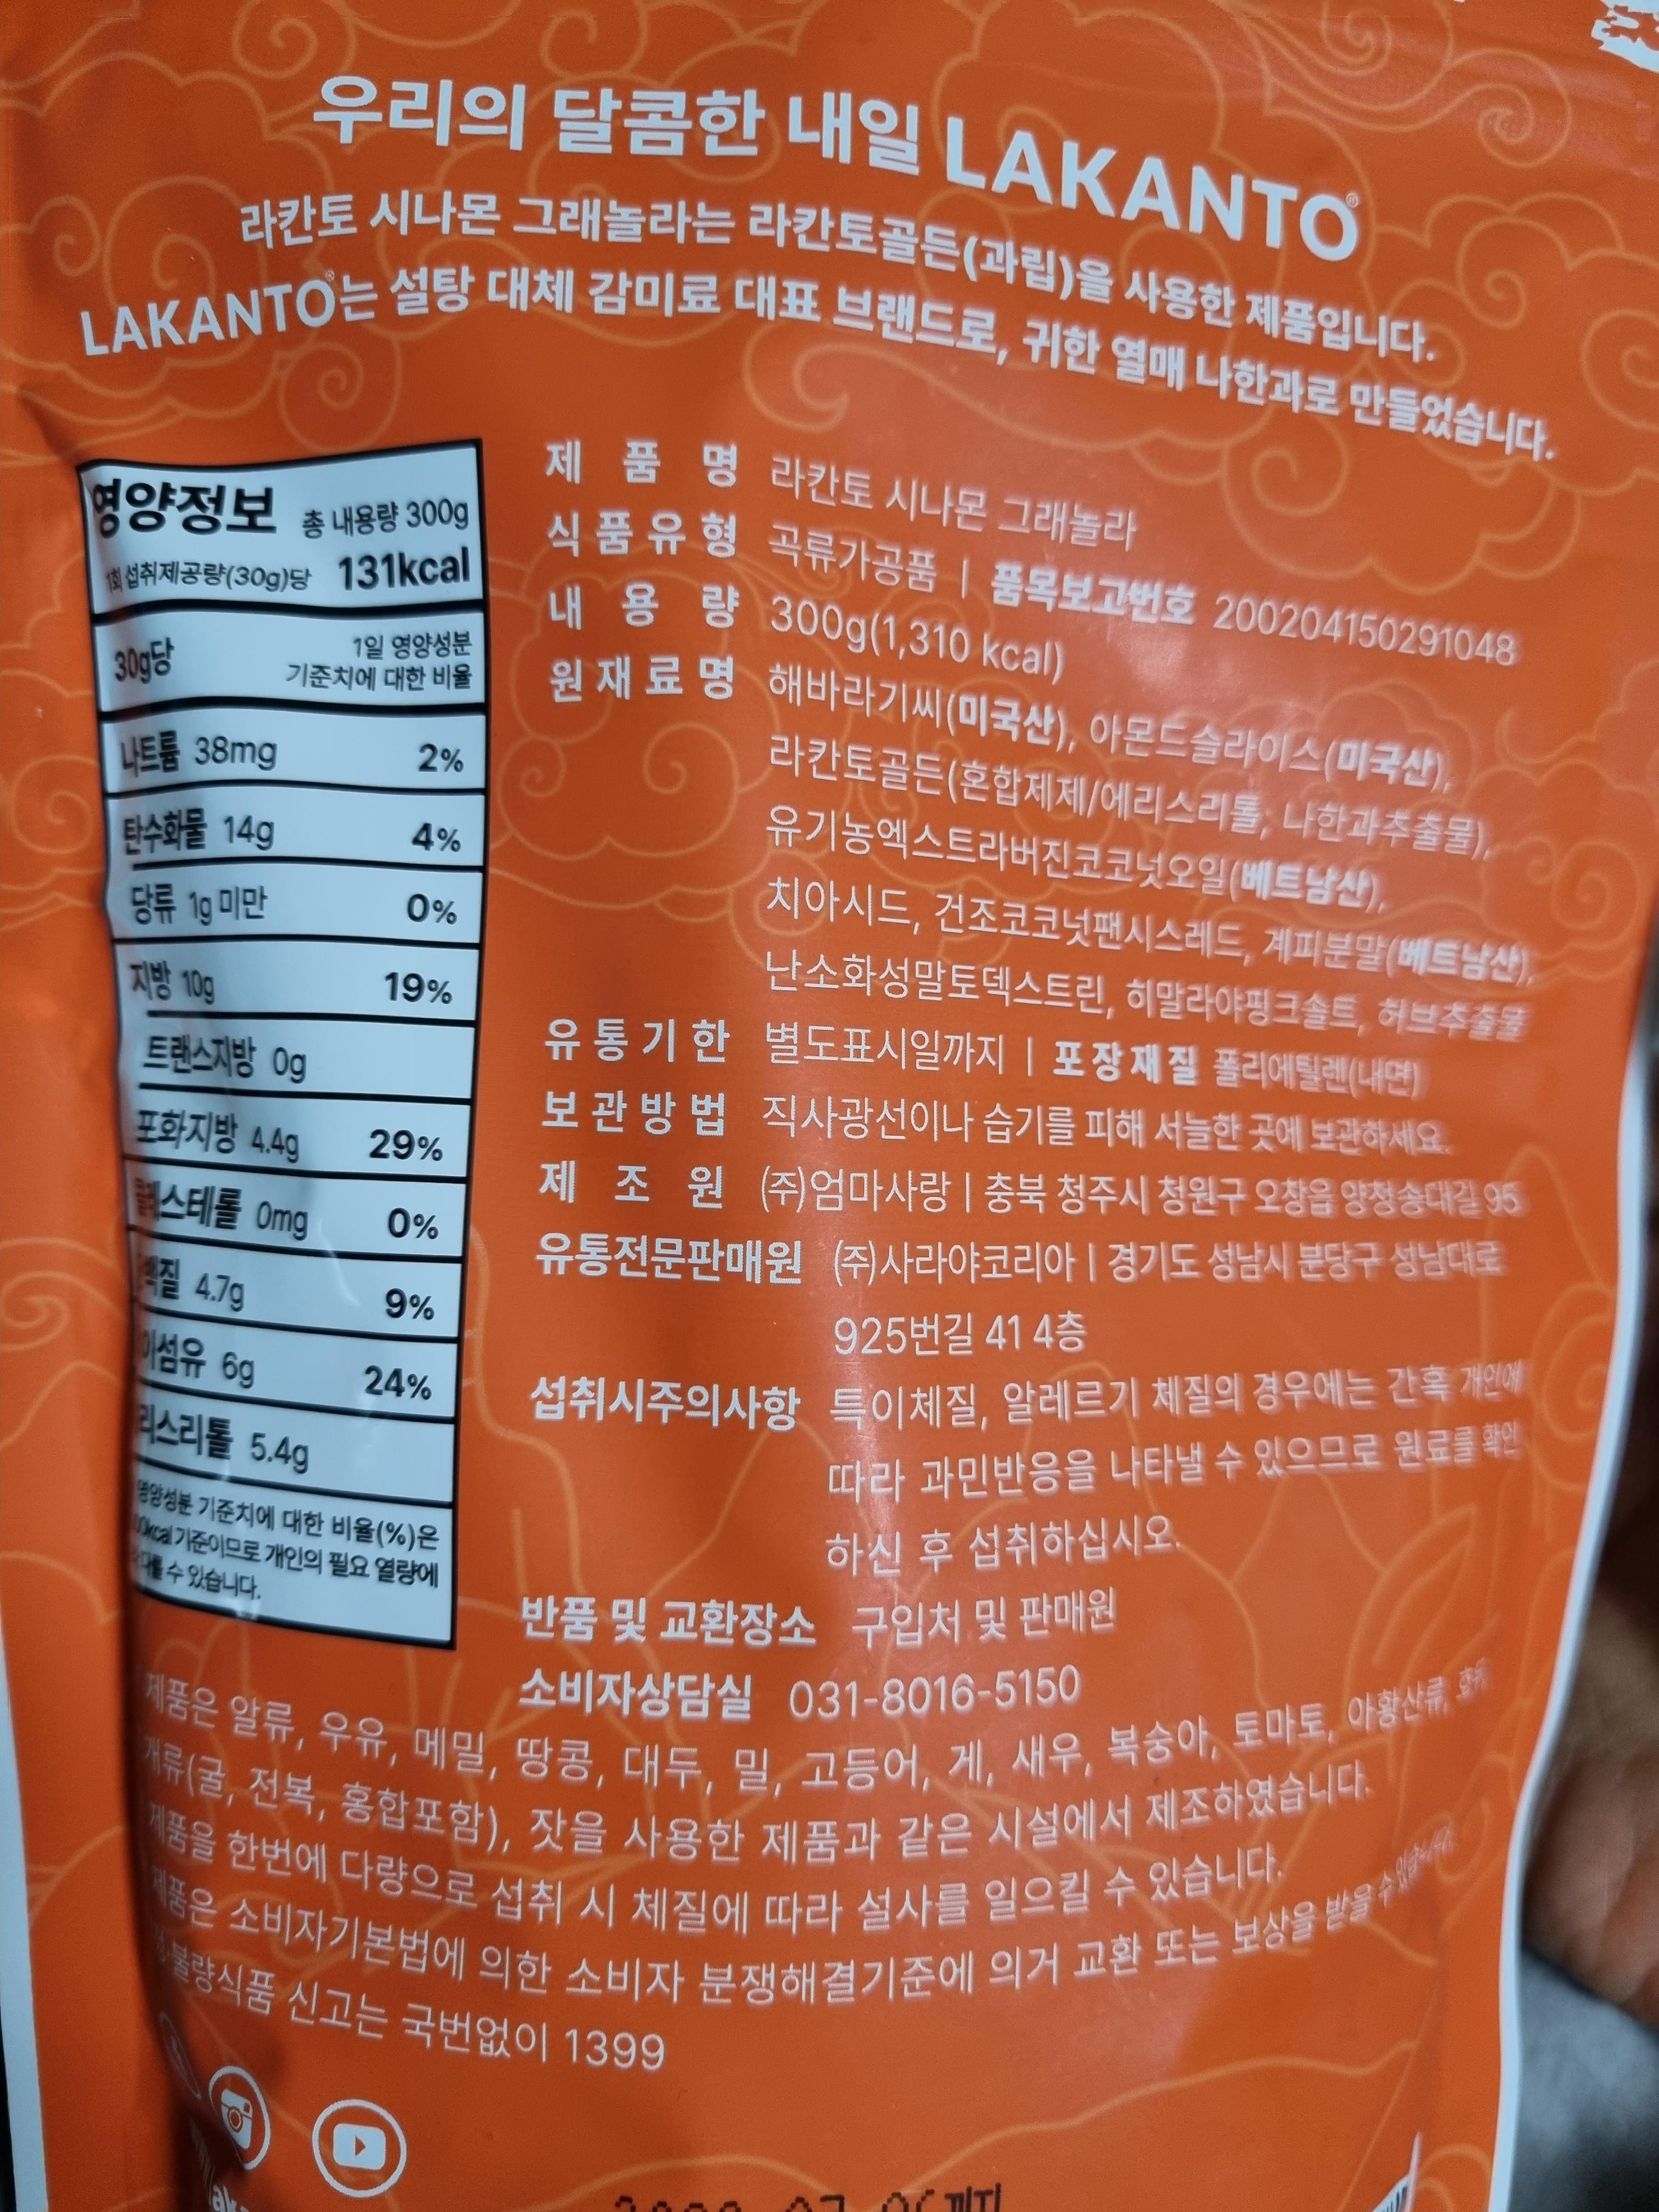 우리의 달콤한 내일 LAKANTO®
라칸토 시나몬 그래놀라는 라칸토골든(과립)을 사용한 제품입니다.
LAKANTO®는 설탕 대체 감미료 대표 브랜드로, 귀한 열매 나한과로 만들었습니다.
영양정보 총 내용량 300g
1회 섭취제공량(30g)당 131kcal
30g당 1일 영양성분
기준치에 대한 비율
나트륨 38mg 2%
탄수화물 14g 4%
당류 1g 미만 0%
지방 10g 19%
트랜스지방 0g
포화지방 4.4g 29%
콜레스테롤 0mg 0%
백질 4.7g 9%
이섬유 6g 24%
리스리톨 5.4g
영양성분 기준치에 대한 비율(%)은
00kcal 기준이므로 개인의 필요 열량에
다를 수 있습니다.
제품명 라칸토 시나몬 그래놀라
식품유형 곡류가공품 | 품목보고번호 200204150291048
내용량 300g(1,310 kcal)
원재료명 해바라기씨(미국산), 아몬드슬라이스(미국산),
라칸토골든(혼합제제/에리스리톨, 나한과추출물),
유기농엑스트라버진코코넛오일(베트남산),
치아시드, 건조코코넛팬시스레드, 계피분말(베트남산),
난소화성말토덱스트린, 히말라야핑크솔트, 허브추출물
유통기한 별도표시일까지 | 포장재질 폴리에틸렌(내면)
보관방법 직사광선이나 습기를 피해 서늘한 곳에 보관하세요.
제조원 (주)엄마사랑 | 충북 청주시 청원구 오창읍 양청송대길 95
유통전문판매원 (주)사라야코리아 | 경기도 성남시 분당구 성남대로
925번길 41 4층
섭취시주의사항 특이체질, 알레르기 체질의 경우에는 간혹 개인에
따라 과민반응을 나타낼 수 있으므로 원료를 확인
하신 후 섭취하십시오.
반품 및 교환장소 구입처 및 판매원
소비자상담실 031-8016-5150
제품은 알류, 우유, 메밀, 땅콩, 대두, 밀, 고등어, 게, 새우, 복숭아, 토마토, 아황산류,
개류(굴, 전복, 홍합포함), 잣을 사용한 제품과 같은 시설에서 제조하였습니다.
제품을 한번에 다량으로 섭취 시 체질에 따라 설사를 일으킬 수 있습니다.
제품은 소비자기본법에 의한 소비자 분쟁해결기준에 의거 교환 또는 보상을 받을 수 있습니다.
불량식품 신고는 국번없이 1399